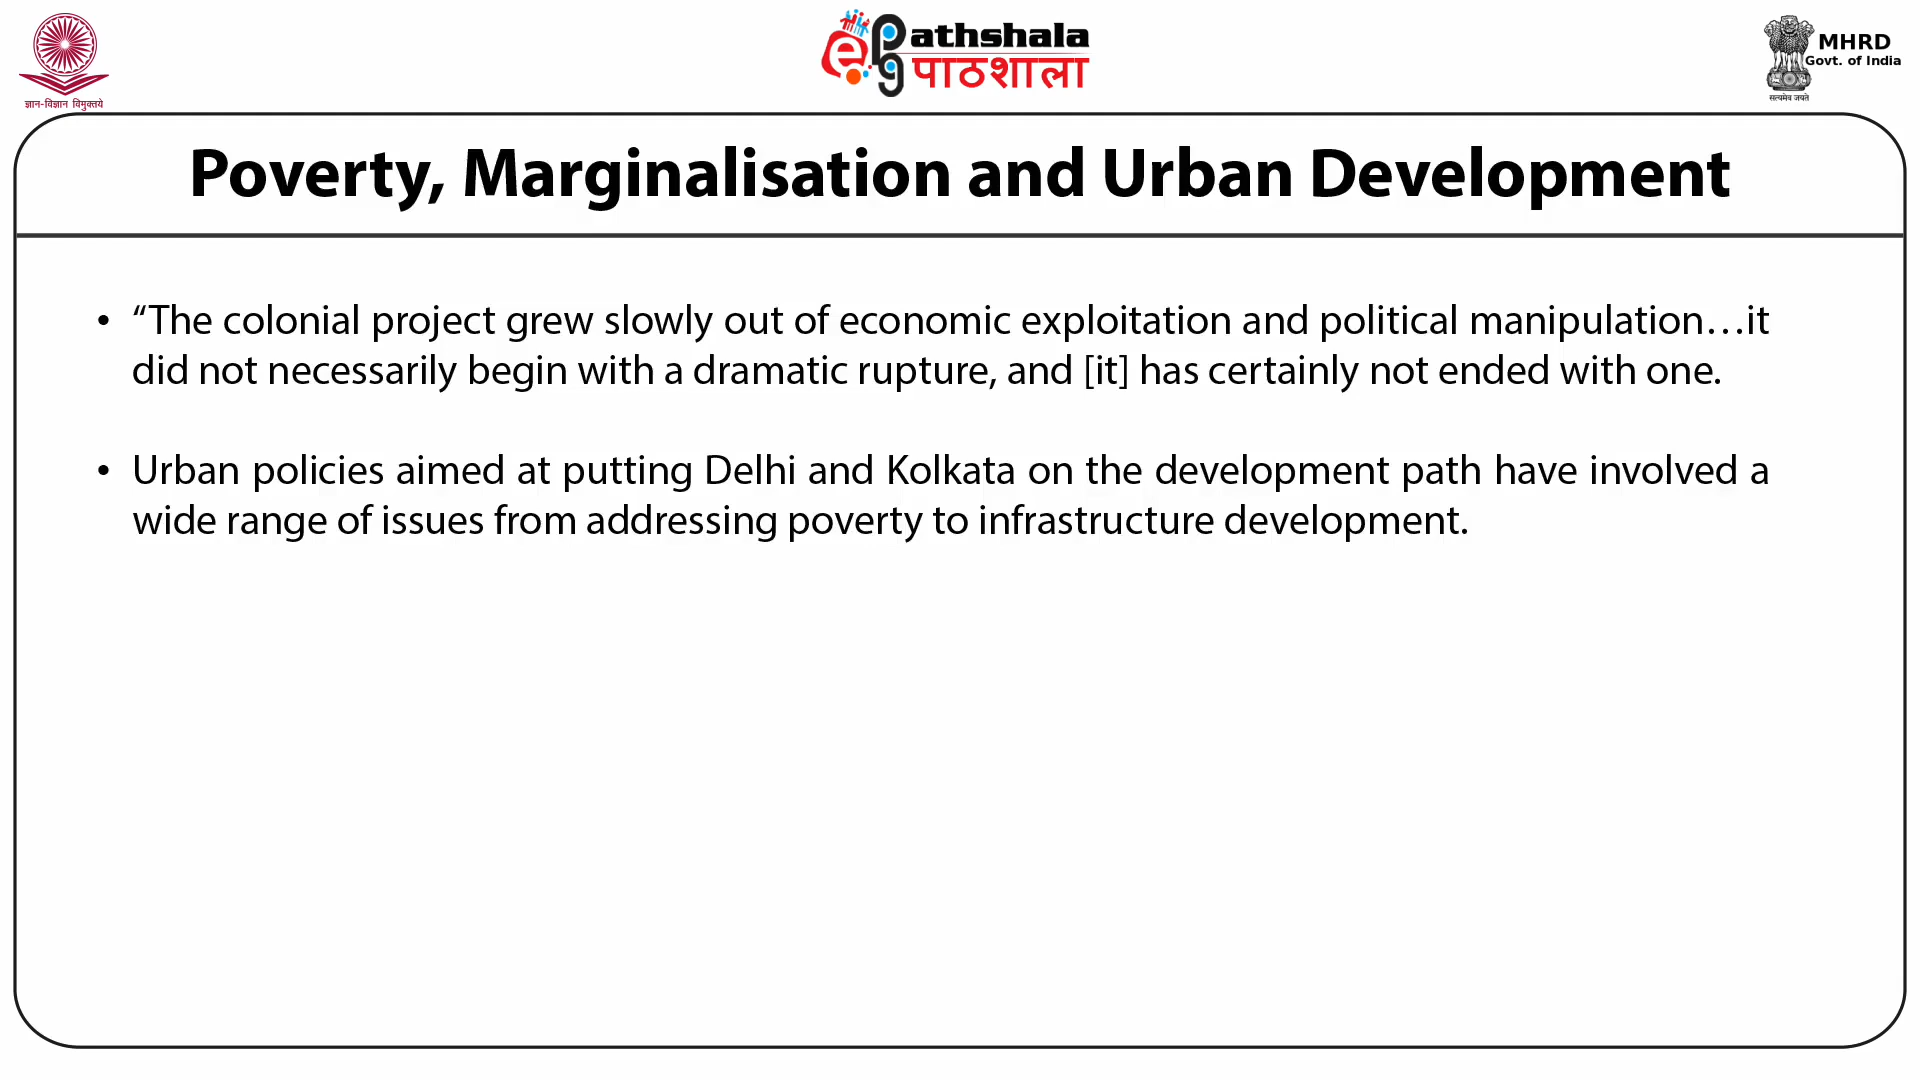 ज्ञान-विज्ञान विमुक्तये
ePG Pathshala
पाठशाला
MHRD
Govt. of India
सत्यमेव जयते
Poverty, Marginalisation and Urban Development
• “The colonial project grew slowly out of economic exploitation and political manipulation…it
did not necessarily begin with a dramatic rupture, and [it] has certainly not ended with one.
• Urban policies aimed at putting Delhi and Kolkata on the development path have involved a
wide range of issues from addressing poverty to infrastructure development.